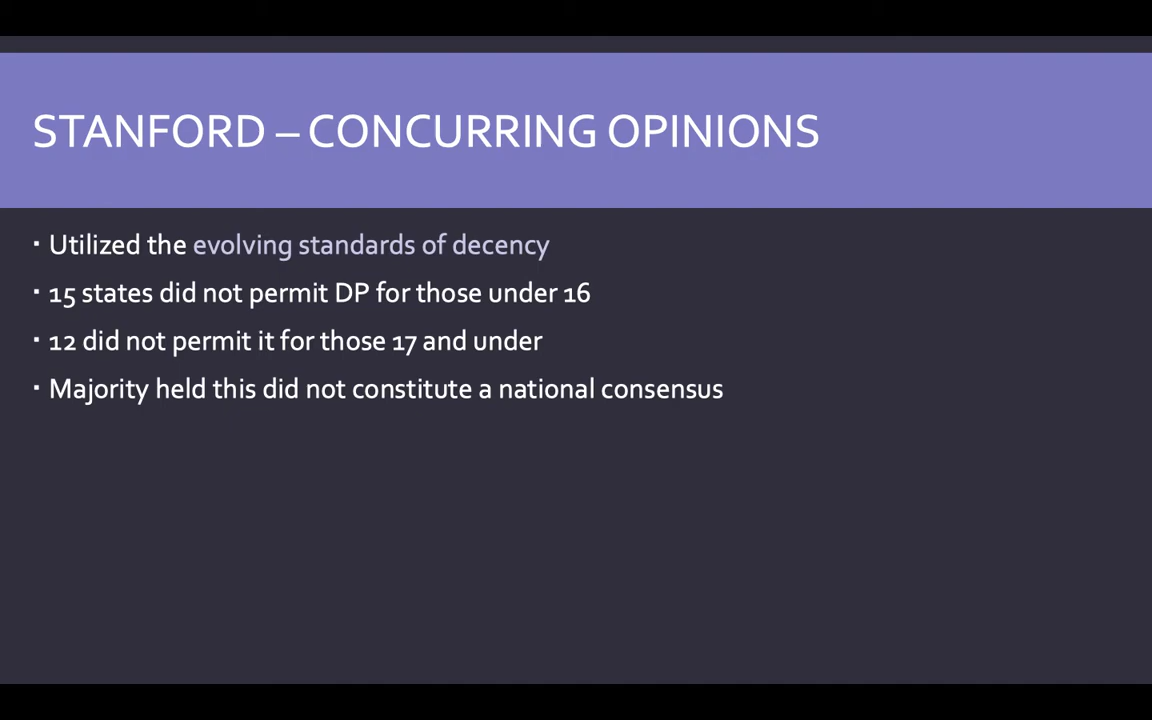 STANFORD – CONCURRING OPINIONS
▪ Utilized the evolving standards of decency
▪ 15 states did not permit DP for those under 16
▪ 12 did not permit it for those 17 and under
▪ Majority held this did not constitute a national consensus